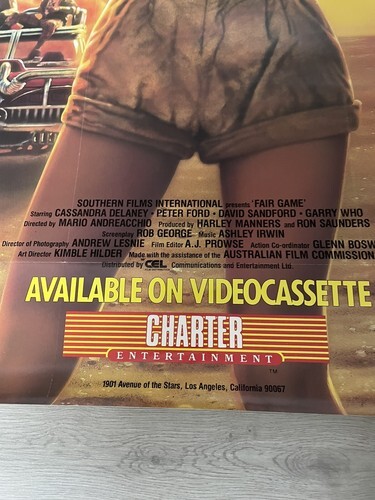 SOUTHERN FILMS INTERNATIONAL presents 'FAIR GAME'
Starring CASSANDRA DELANEY • PETER FORD • DAVID SANDFORD • GARRY WHO
Directed by MARIO ANDREACCHIO Produced by HARLEY MANNERS and RON SAUNDERS
Screenplay ROB GEORGE Music ASHLEY IRWIN
Director of Photography ANDREW LESNIE Film Editor A.J. PROWSE Action Co-ordinator GLENN BOSW
Art Director KIMBLE HILDER Made with the assistance of the AUSTRALIAN FILM COMMISSION
Distributed by CEL Communications and Entertainment Ltd.
AVAILABLE ON VIDEOCASSETTE
CHARTER
ENTERTAINMENT
TM
1901 Avenue of the Stars, Los Angeles, California 90067